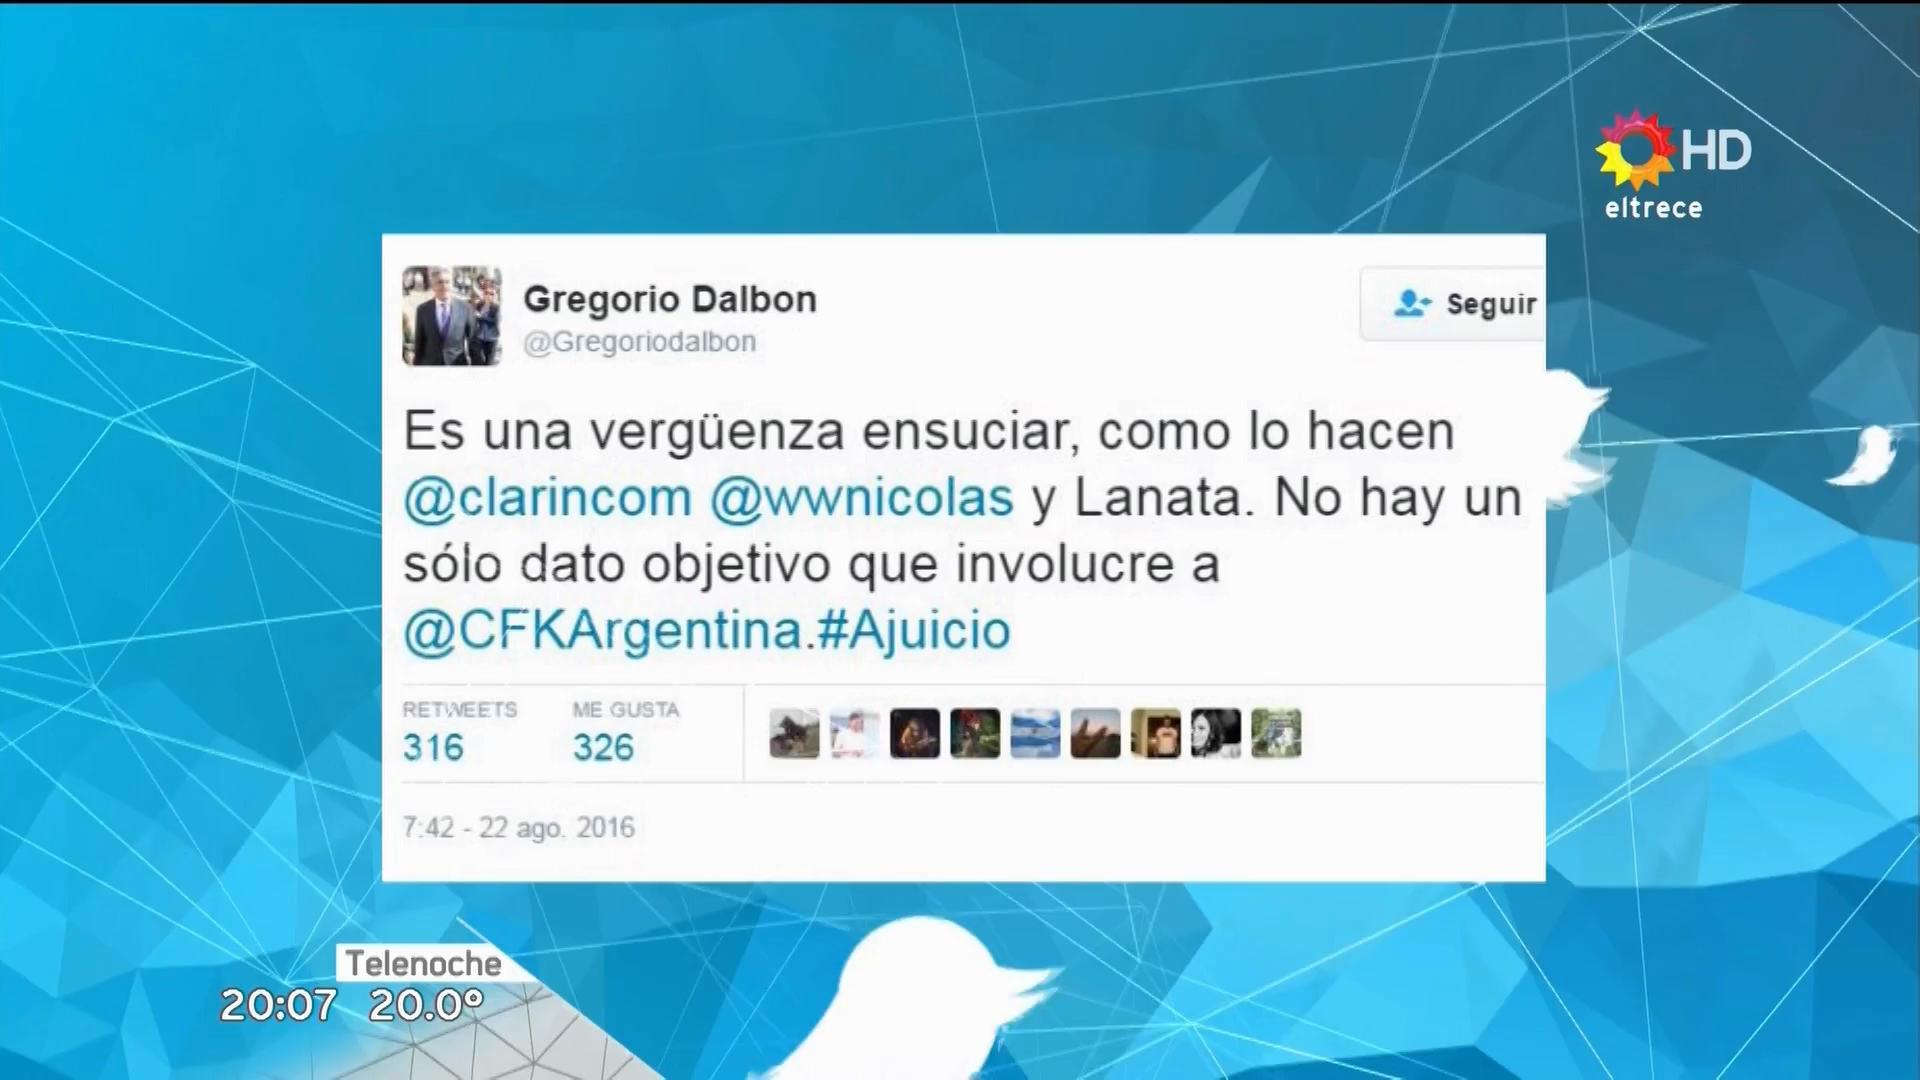 HD
eltrece
Gregorio Dalbon
@Gregoriodalbon
Seguir
Es una vergüenza ensuciar, como lo hacen
@clarincom @wwnicolas y Lanata. No hay un
sólo dato objetivo que involucre a
@CFKArgentina.#Ajuicio
RETWEETS
ME GUSTA
316
326
7:42 - 22 ago. 2016
Telenoche
20:07 20.0°